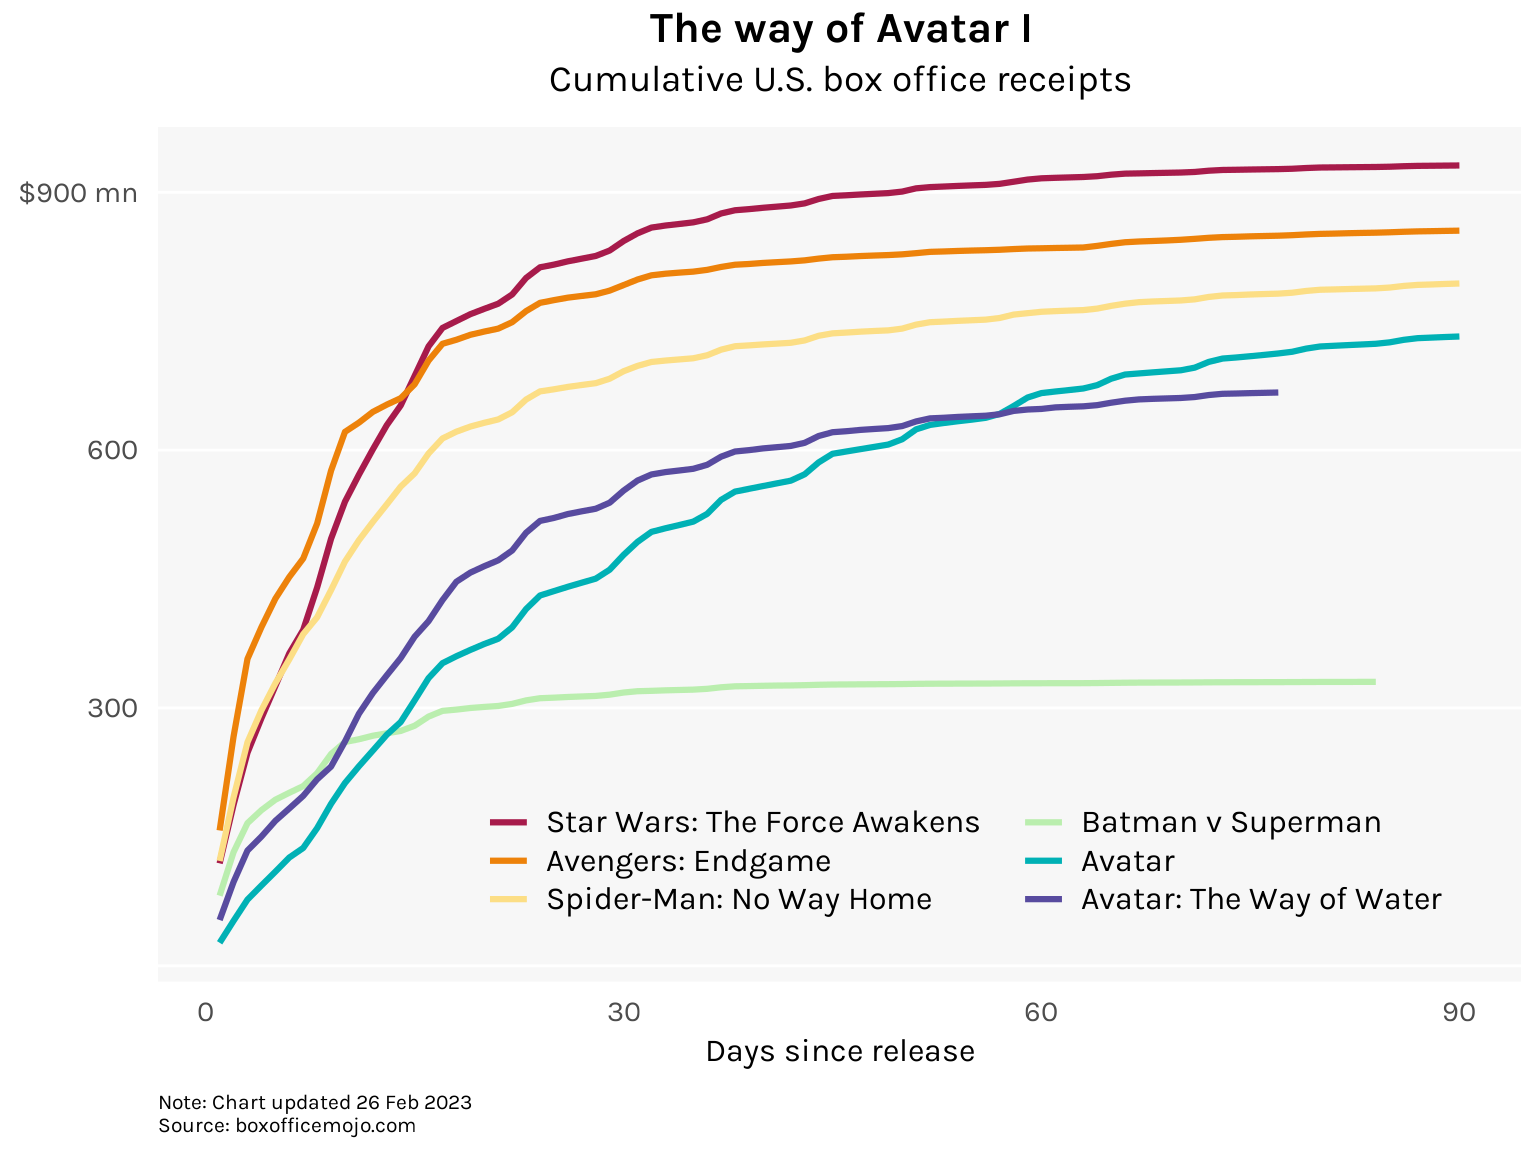 The way of Avatar I
Cumulative U.S. box office receipts
$900 mn
600
300
Star Wars: The Force Awakens
Avengers: Endgame
Spider-Man: No Way Home
Batman v Superman
Avatar
Avatar: The Way of Water
0 30 60 90
Days since release
Note: Chart updated 26 Feb 2023
Source: boxofficemojo.com